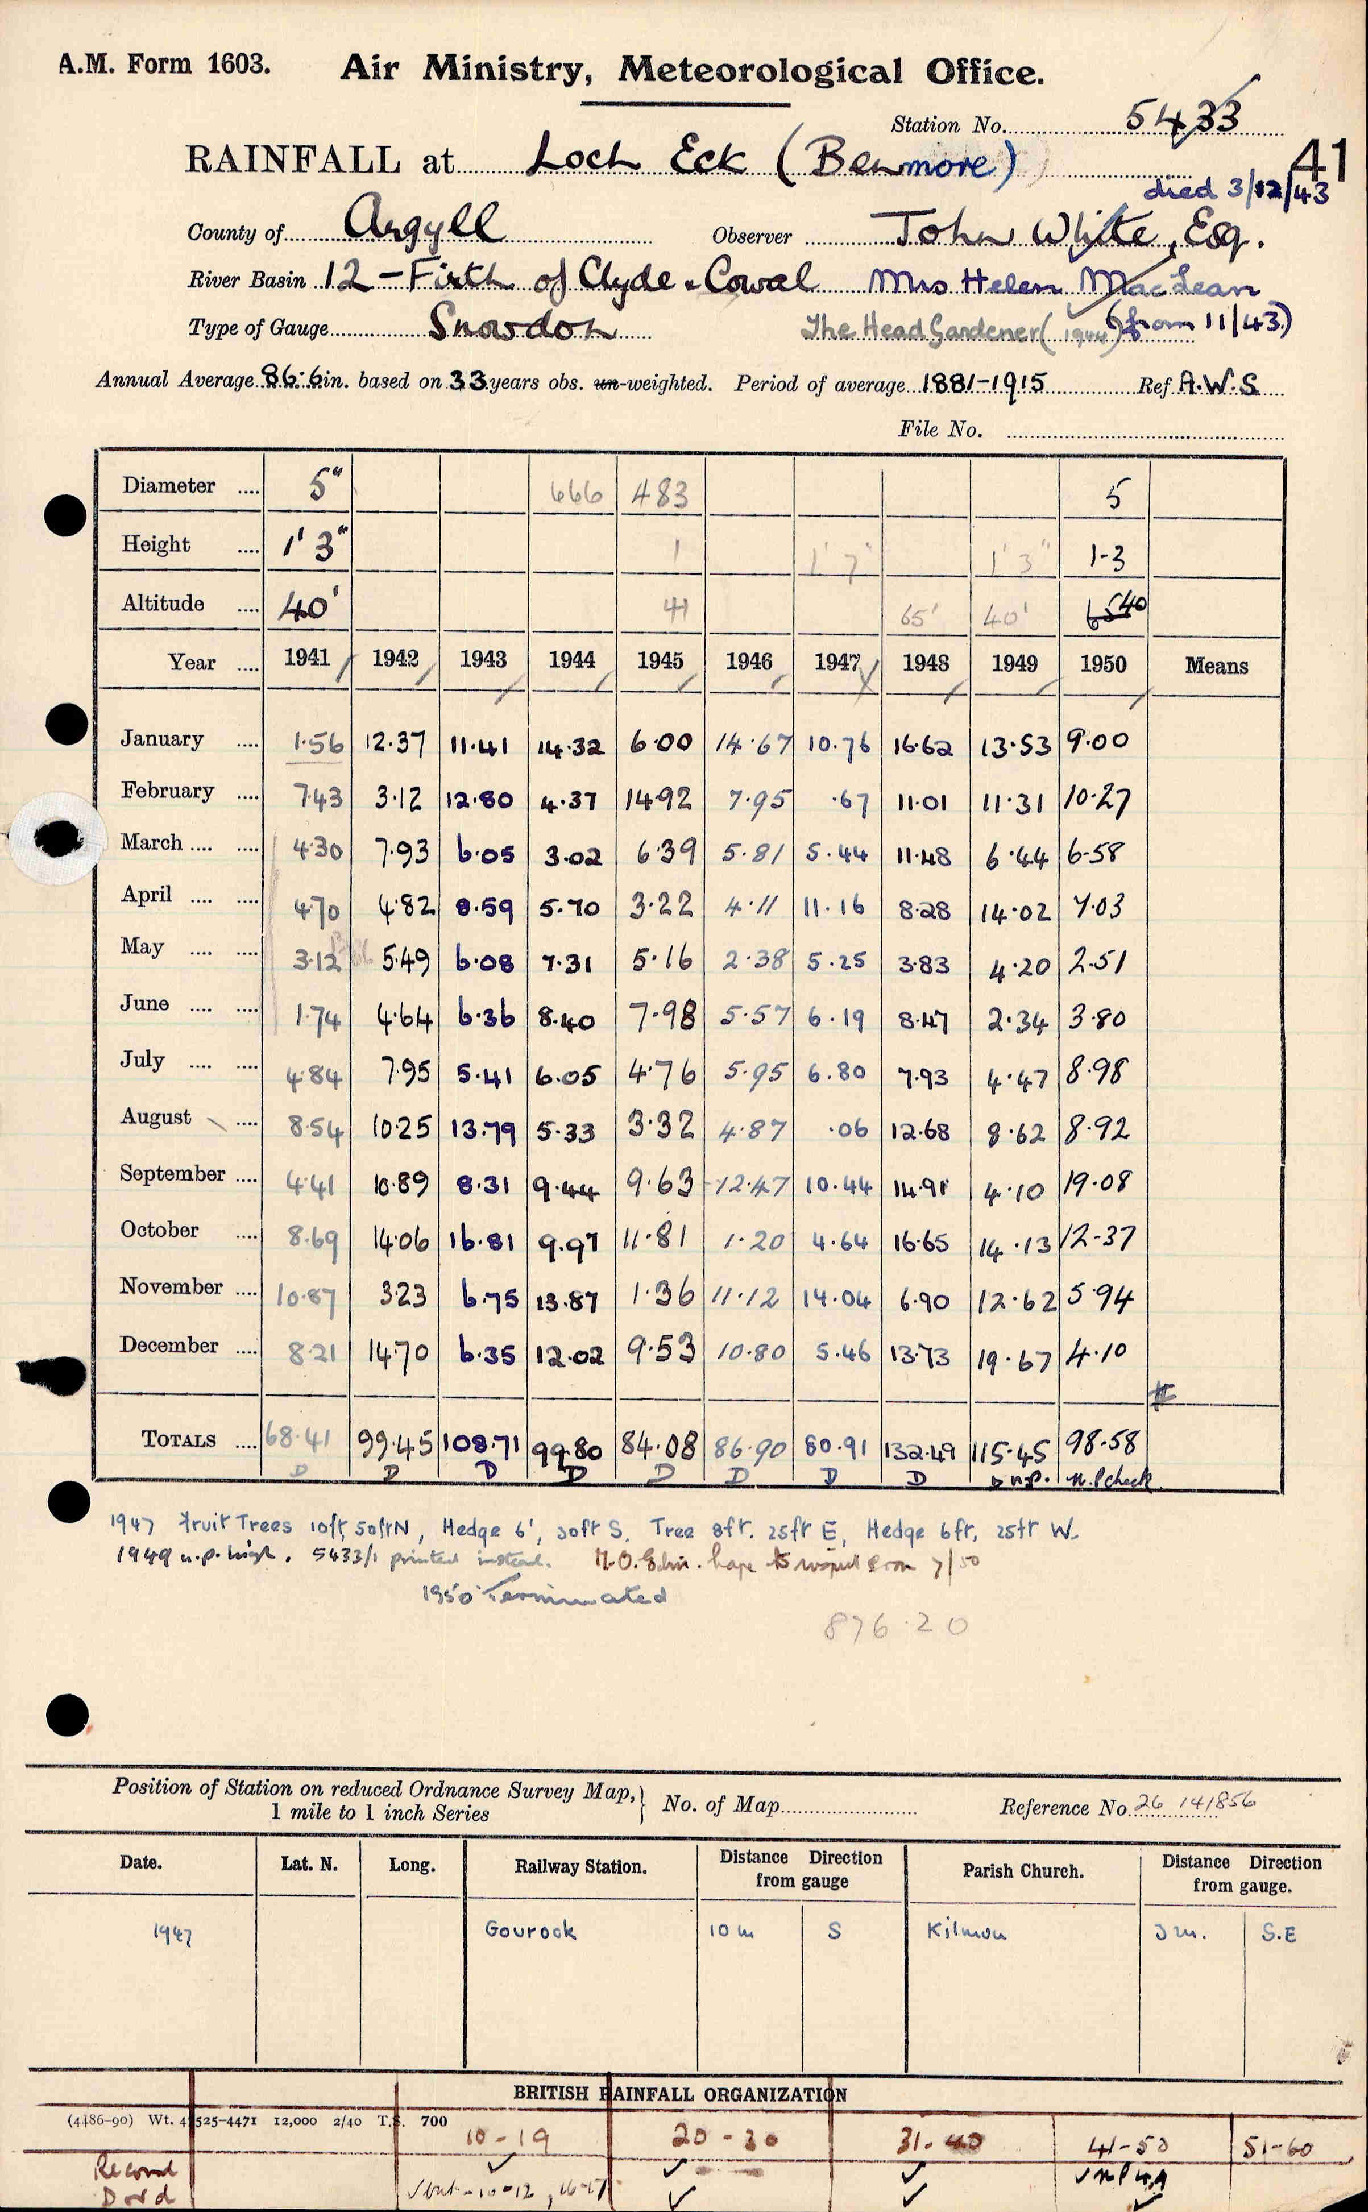 A.M. Form 1603. Air Ministry, Meteorological Office.
Station No. 5433
41
RAINFALL at Loch Eck (Benmore)
died 3/12/43
County of Argyll Observer John White, Esq.
River Basin 12 - Firth of Clyde & Cowal Mrs Helen MacLean
Type of Gauge Snowdon The Head Gardener (1944) (from 11/43)
Annual Average 86.6 in. based on 33 years obs. un-weighted. Period of average 1881-1915 Ref A.W.S
File No.
Diameter .... 5" 666 483 5
Height .... 1' 3" 1 1' 7" 1' 3" 1-3
Altitude .... 40' 41 65' 40' 65 40
Year .... 1941 1942 1943 1944 1945 1946 1947 1948 1949 1950 Means
January .... 1.56 12.37 11.41 14.32 6.00 14.67 10.76 16.62 13.53 9.00
February .... 7.43 3.12 12.80 4.37 14.92 7.95 .67 11.01 11.31 10.27
March .... .... 4.30 7.93 6.05 3.02 6.39 5.81 5.44 11.48 6.44 6.58
April .... .... 4.70 4.82 8.59 5.70 3.22 4.11 11.16 8.28 14.02 7.03
May .... .... 3.12 5.49 6.08 7.31 5.16 2.38 5.25 3.83 4.20 2.51
June .... .... 1.74 4.64 6.36 8.40 7.98 5.57 6.19 8.47 2.34 3.80
July .... .... 4.84 7.95 5.41 6.05 4.76 5.95 6.80 7.93 4.47 8.98
August .... 8.54 10.25 13.79 5.33 3.32 4.87 .06 12.68 8.62 8.92
September .... 4.41 10.89 8.31 9.44 9.63 12.47 10.44 14.91 4.10 19.08
October .... 8.69 14.06 16.81 9.97 11.81 1.20 4.64 16.65 14.13 12.37
November .... 10.87 3.23 6.75 13.87 1.36 11.12 14.04 6.90 12.62 5.94
December .... 8.21 14.70 6.35 12.02 9.53 10.80 5.46 13.73 19.67 4.10
TOTALS .... 68.41 99.45 108.71 99.80 84.08 86.90 80.91 132.49 115.45 98.58
D D D D D D D D D n.p. n.p check
1947 Fruit Trees 10ft, 50ft N, Hedge 6', 30ft S, Tree 8ft. 25ft E, Hedge 6ft, 25ft W.
1949 n.p. high. 5433/1 printed instead. M.O. Edin. hope to inspect soon 7/50
1950 Terminated
876.20
Position of Station on reduced Ordnance Survey Map,
1 mile to 1 inch Series
No. of Map Reference No 26 141856
Date. Lat. N. Long. Railway Station. Distance Direction from gauge Parish Church. Distance Direction from gauge.
1947 Gourock 10 m S Kilmun 3m. S.E
BRITISH RAINFALL ORGANIZATION
(4486-90) Wt. 41525-4471 12,000 2/40 T.S. 700
10-19 20-30 31-40 41-50 51-60
Record